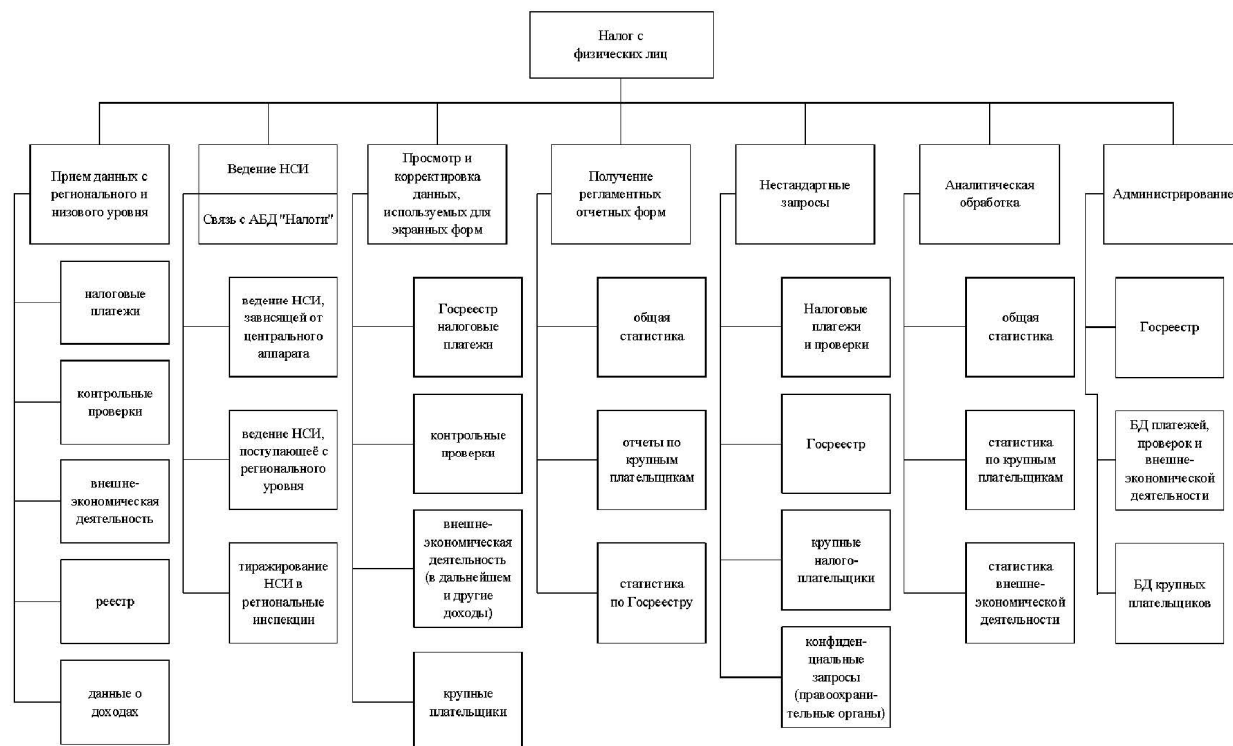 Налог с
физических лиц
Прием данных с
регионального и
низового уровня
налоговые
платежи
контрольные
проверки
внешне-
экономическая
деятельность
реестр
данные о
доходах
Ведение НСИ
Связь с АБД "Налоги"
ведение НСИ,
зависящей от
центрального
аппарата
ведение НСИ,
поступающеё с
регионального
уровня
тиражирование
НСИ в
региональные
инспекции
Просмотр и
корректировка
данных,
используемых для
экранных форм
Госреестр
налоговые
платежи
контрольные
проверки
внешне-
экономическая
деятельность
(в дальнейшем
и другие
доходы)
крупные
плательщики
Получение
регламентных
отчетных форм
общая
статистика
отчеты по
крупным
плательщикам
статистика
по Госреестру
Нестандартные
запросы
Налоговые
платежи
и проверки
Госреестр
крупные
налого-
плательщики
конфиден-
циальные
запросы
(правоохрани-
тельные органы)
Аналитическая
обработка
общая
статистика
статистика
по крупным
плательщикам
статистика
внешне-
экономической
деятельности
Администрирование
Госреестр
БД платежей,
проверок и
внешне-
экономической
деятельности
БД крупных
плательщиков